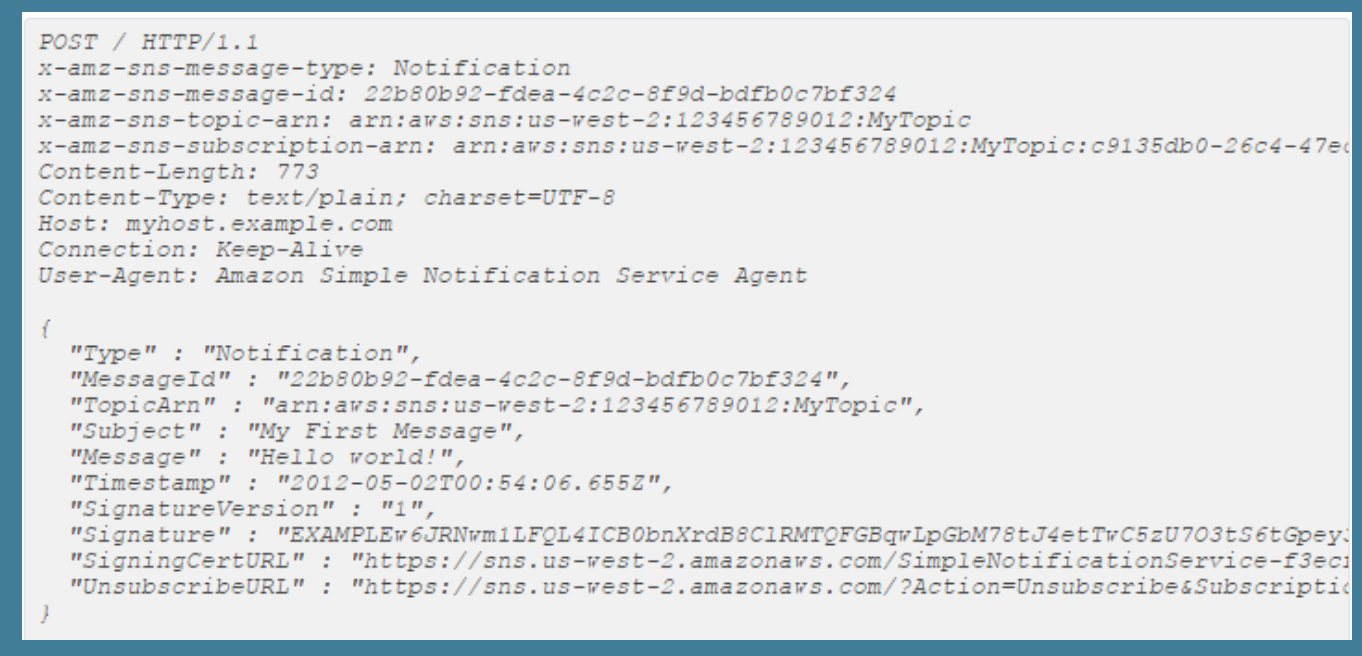 POST / HTTP/1.1
x-amz-sns-message-type: Notification
x-amz-sns-message-id: 22b80b92-fdea-4c2c-8f9d-bdfb0c7bf324
x-amz-sns-topic-arn: arn:aws:sns:us-west-2:123456789012:MyTopic
x-amz-sns-subscription-arn: arn:aws:sns:us-west-2:123456789012:MyTopic:c9135db0-26c4-47e
Content-Length: 773
Content-Type: text/plain; charset=UTF-8
Host: myhost.example.com
Connection: Keep-Alive
User-Agent: Amazon Simple Notification Service Agent
{
"Type" : "Notification",
"MessageId" : "22b80b92-fdea-4c2c-8f9d-bdfb0c7bf324",
"TopicArn" : "arn:aws:sns:us-west-2:123456789012:MyTopic",
"Subject" : "My First Message",
"Message" : "Hello world!",
"Timestamp" : "2012-05-02T00:54:06.655Z",
"SignatureVersion" : "1",
"Signature" : "EXAMPLEw6JRNwm1LFQL4ICB0bnXrdB8ClRMTQFGBqwLpGbM78tJ4etTwC5zU7O3tS6tGpey
"SigningCertURL" : "https://sns.us-west-2.amazonaws.com/SimpleNotificationService-f3ec
"UnsubscribeURL" : "https://sns.us-west-2.amazonaws.com/?Action=Unsubscribe&Subscripti
}